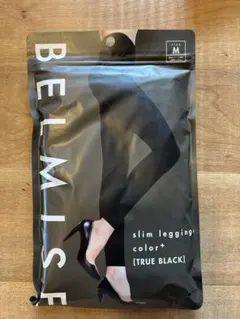 BELMISE
size
M
slim leggings
color+
[TRUE BLACK]